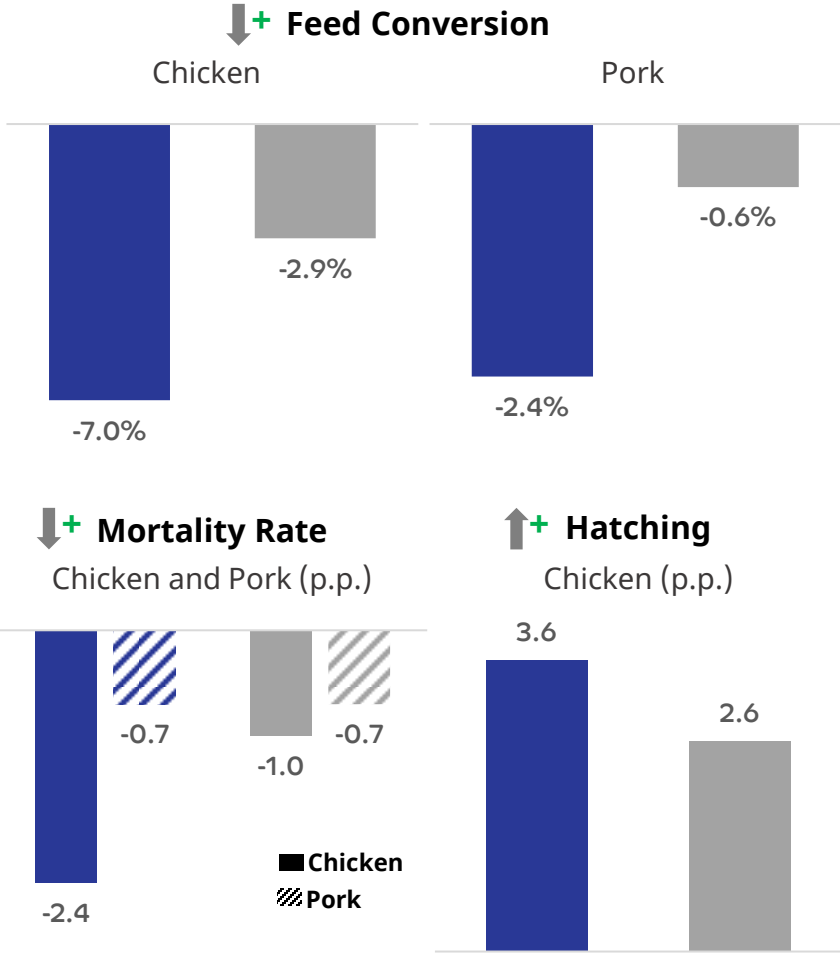 + Feed Conversion
Chicken
Pork
-0.6%
-2.9%
-2.4%
-7.0%
+ Mortality Rate
Chicken and Pork (p.p.)
-0.7
-0.7
-1.0
-2.4
Chicken
Pork
+ Hatching
Chicken (p.p.)
3.6
2.6